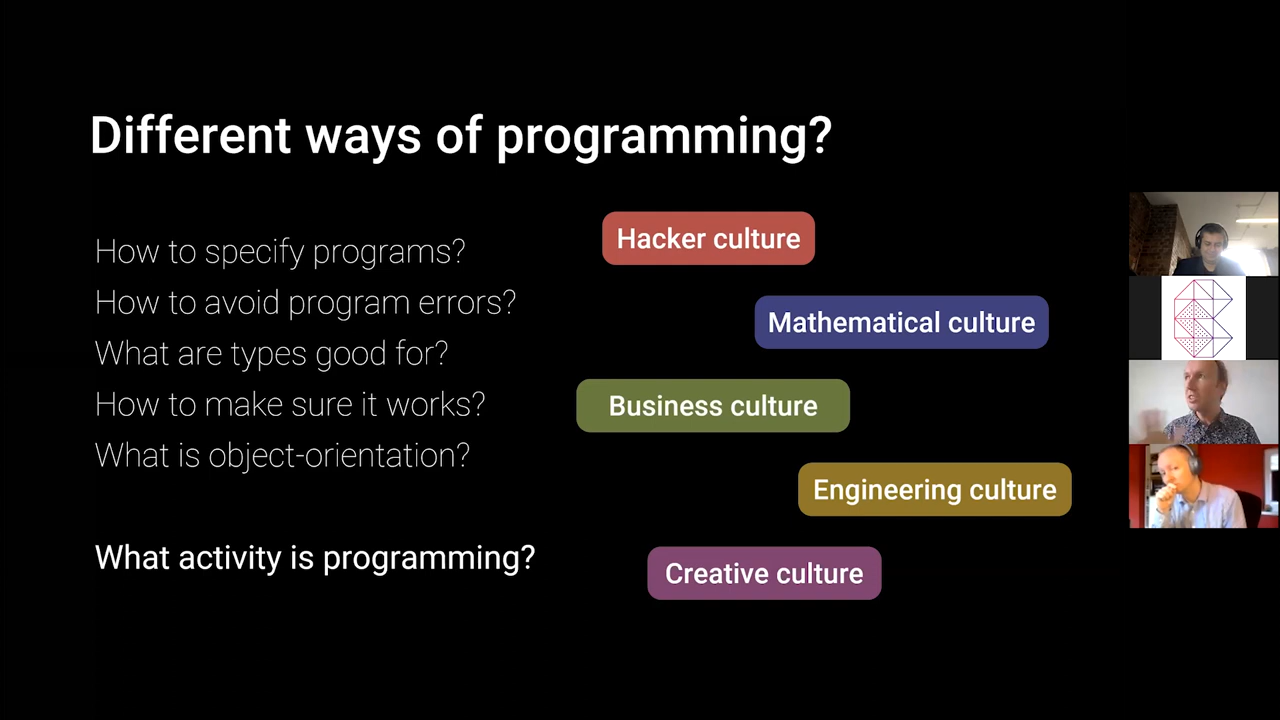 Different ways of programming?
How to specify programs?
How to avoid program errors?
What are types good for?
How to make sure it works?
What is object-orientation?
What activity is programming?
Hacker culture
Mathematical culture
Business culture
Engineering culture
Creative culture